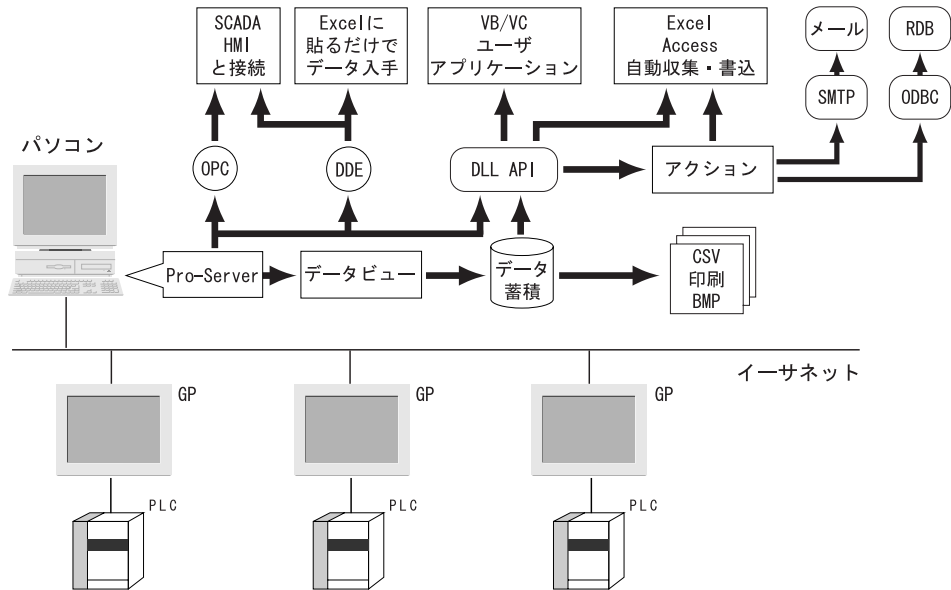 SCADA
HMI
と接続
Excelに
貼るだけで
データ入手
VB/VC
ユーザ
アプリケーション
Excel
Access
自動収集・書込
メール
RDB
SMTP
ODBC
パソコン
OPC
DDE
DLL API
アクション
Pro-Server
データビュー
データ
蓄積
CSV
印刷
BMP
イーサネット
GP
GP
GP
PLC
PLC
PLC